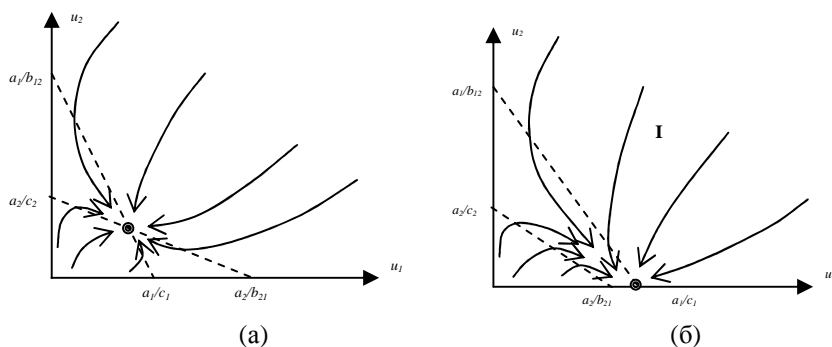 u2
a1/b12
a2/c2
a1/c1
a2/b21
u1
(а)
u2
a1/b12
I
a2/c2
a2/b21
a1/c1
u
(б)